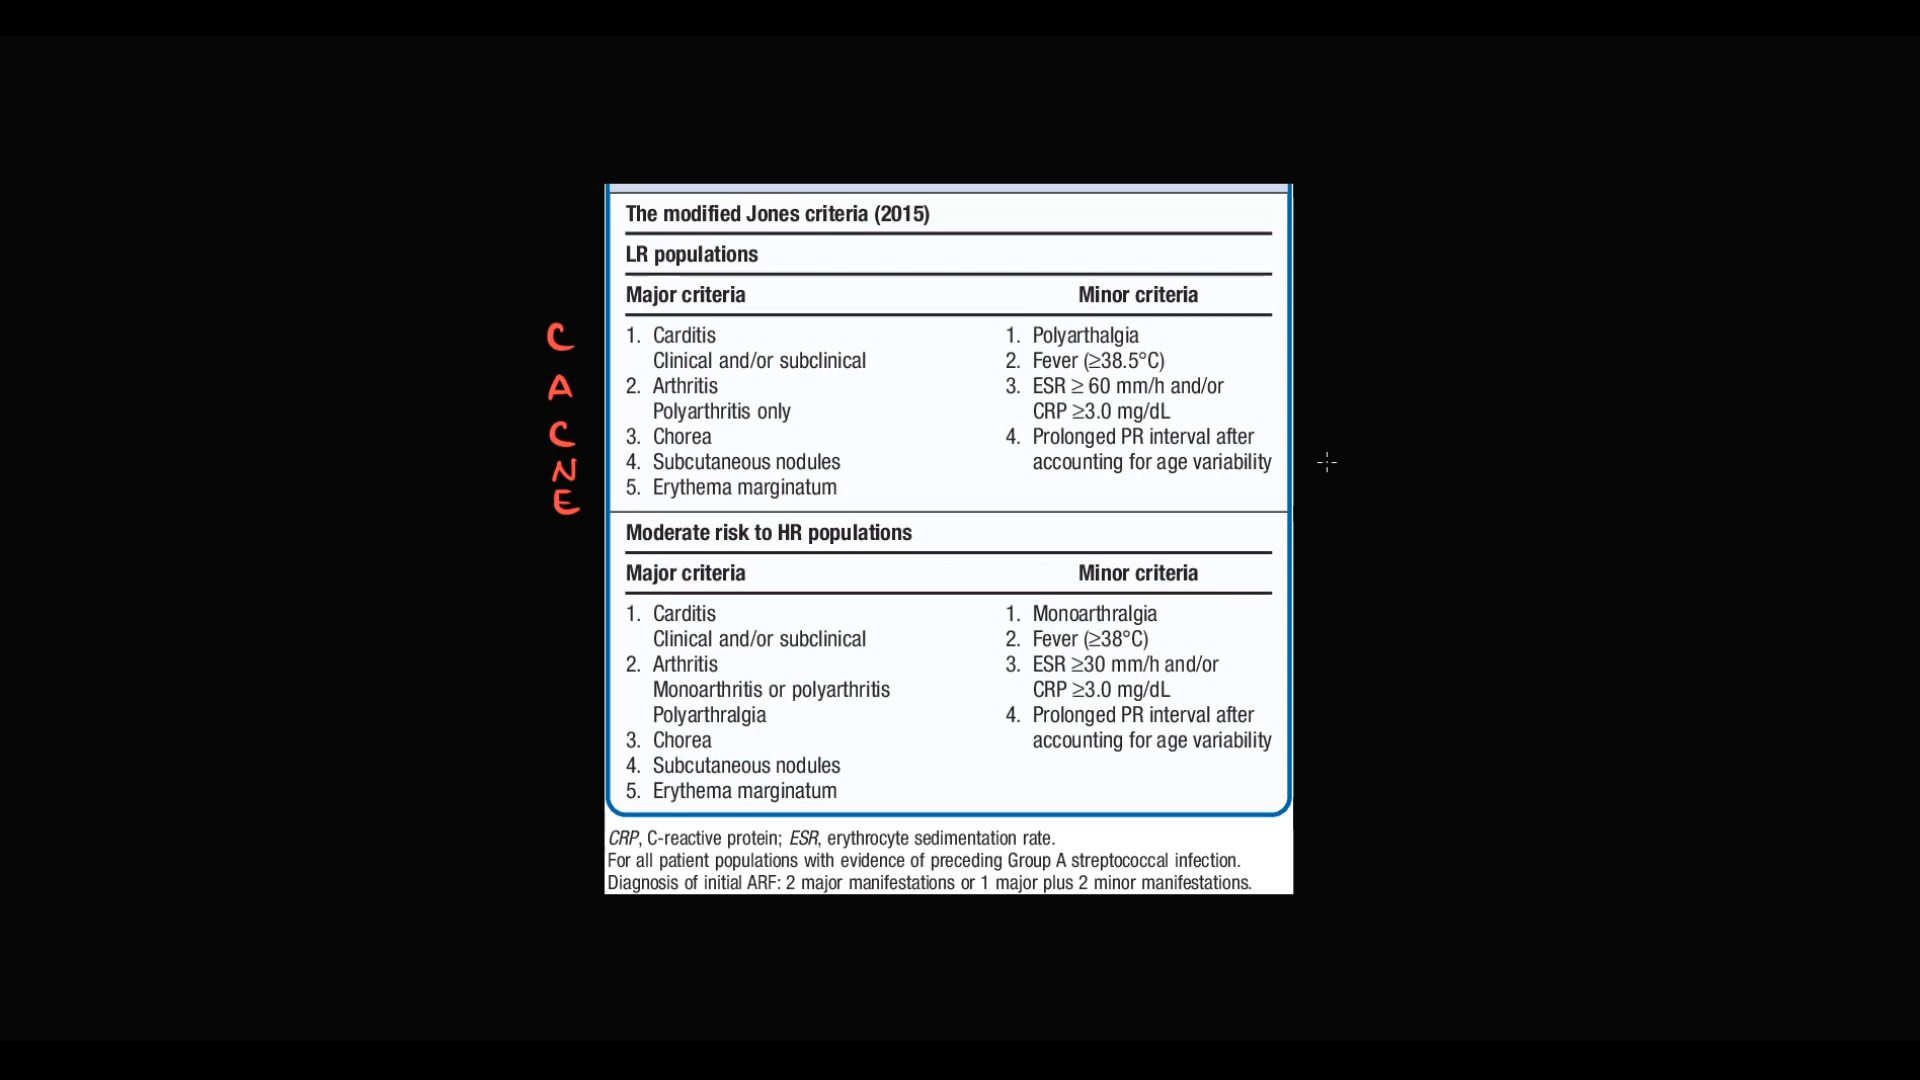 The modified Jones criteria (2015)
LR populations
Major criteria Minor criteria
C
A
C
N
E
1. Carditis
Clinical and/or subclinical
2. Arthritis
Polyarthritis only
3. Chorea
4. Subcutaneous nodules
5. Erythema marginatum
1. Polyarthalgia
2. Fever (≥38.5°C)
3. ESR ≥ 60 mm/h and/or
CRP ≥3.0 mg/dL
4. Prolonged PR interval after
accounting for age variability
Moderate risk to HR populations
Major criteria Minor criteria
1. Carditis
Clinical and/or subclinical
2. Arthritis
Monoarthritis or polyarthritis
Polyarthralgia
3. Chorea
4. Subcutaneous nodules
5. Erythema marginatum
1. Monoarthralgia
2. Fever (≥38°C)
3. ESR ≥30 mm/h and/or
CRP ≥3.0 mg/dL
4. Prolonged PR interval after
accounting for age variability
CRP, C-reactive protein; ESR, erythrocyte sedimentation rate.
For all patient populations with evidence of preceding Group A streptococcal infection.
Diagnosis of initial ARF: 2 major manifestations or 1 major plus 2 minor manifestations.